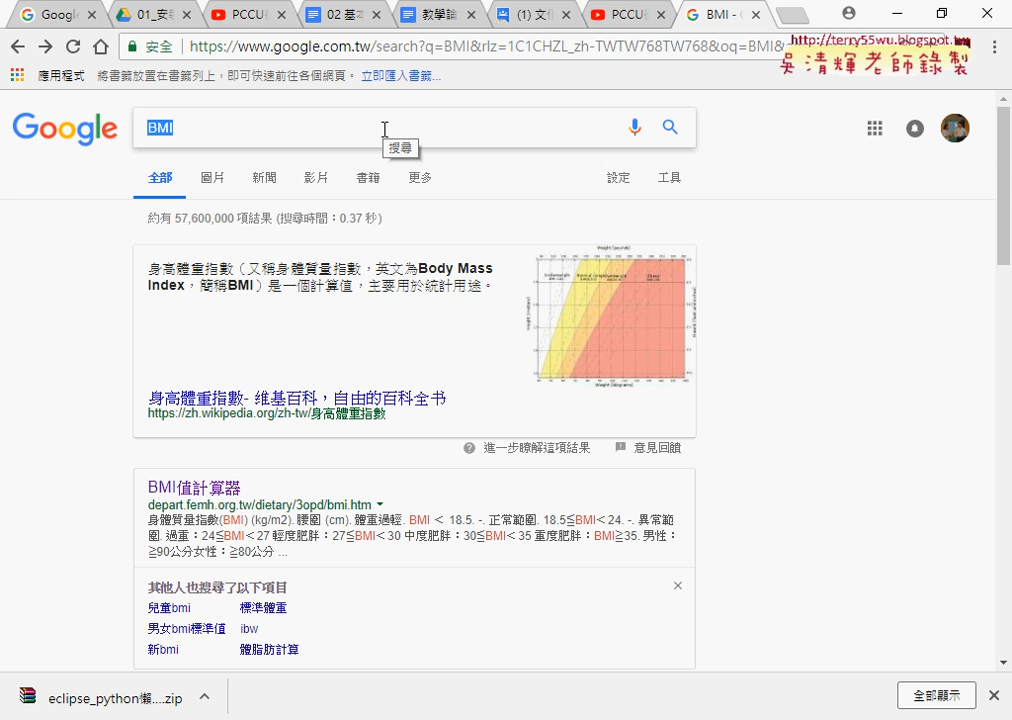 Googl
01_安
PCCU
02 基本
教學論
(1) 文化
PCCU
BMI - G
安全 https://www.google.com.tw/search?q=BMI&rlz=1C1CHZL_zh-TWTW768TW768&oq=BMI&
http://terry55wu.blogspot.tw
吳清輝老師錄製
應用程式 將書籤放置在書籤列上，即可快速前往各個網頁。 立即匯入書籤...
Google
BMI
搜尋
全部 圖片 新聞 影片 書籍 更多 設定 工具
約有 57,600,000 項結果 (搜尋時間：0.37 秒)
身高體重指數（又稱身體質量指數，英文為Body Mass
Index，簡稱BMI）是一個計算值，主要用於統計用途。
身高體重指數- 维基百科，自由的百科全书
https://zh.wikipedia.org/zh-tw/身高體重指數
進一步瞭解這項結果 意見回饋
BMI值計算器
depart.femh.org.tw/dietary/3opd/bmi.htm
身體質量指數(BMI) (kg/m2). 腰圍 (cm). 體重過輕. BMI < 18.5. -. 正常範圍. 18.5≦BMI<24. -. 異常範
圍. 過重：24≦BMI<27 輕度肥胖：27≦BMI<30 中度肥胖：30≦BMI<35 重度肥胖：BMI≧35. 男性：
≧90公分女性：≧80公分 ...
其他人也搜尋了以下項目
兒童bmi 標準體重
男女bmi標準值 ibw
新bmi 體脂肪計算
eclipse_python懶....zip
全部顯示